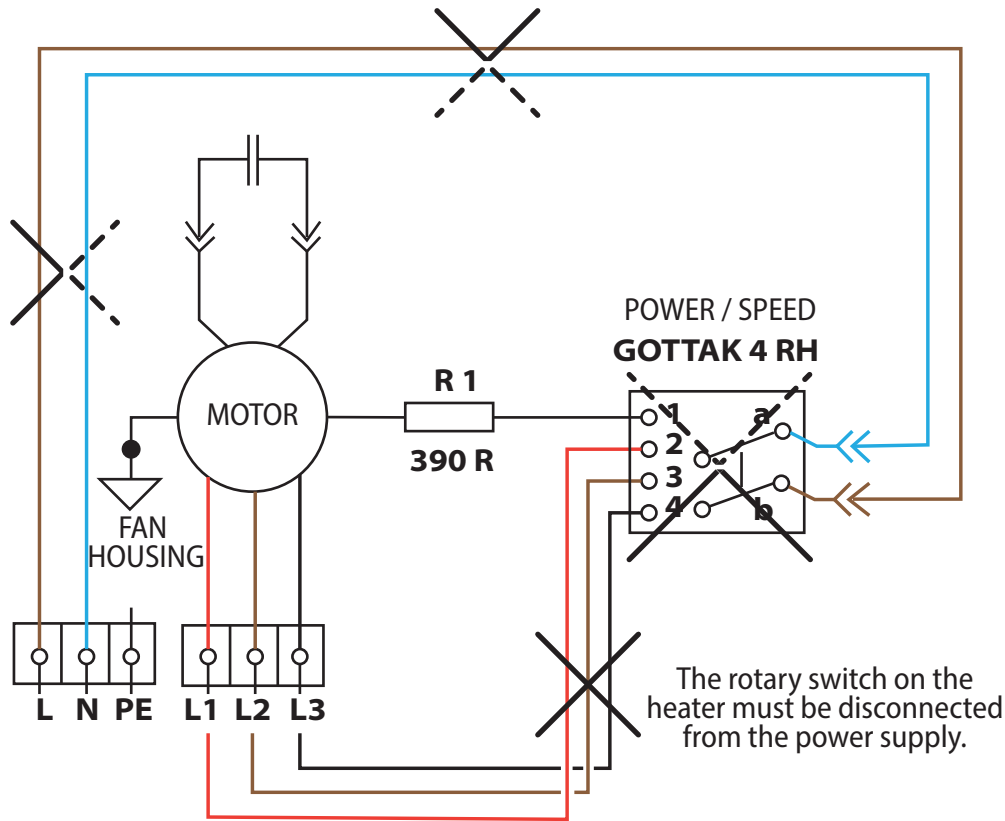 POWER / SPEED
GOTTAK 4 RH
R 1
MOTOR
390 R
1
a
2
3
4
b
FAN
HOUSING
L N PE L1 L2 L3
The rotary switch on the
heater must be disconnected
from the power supply.